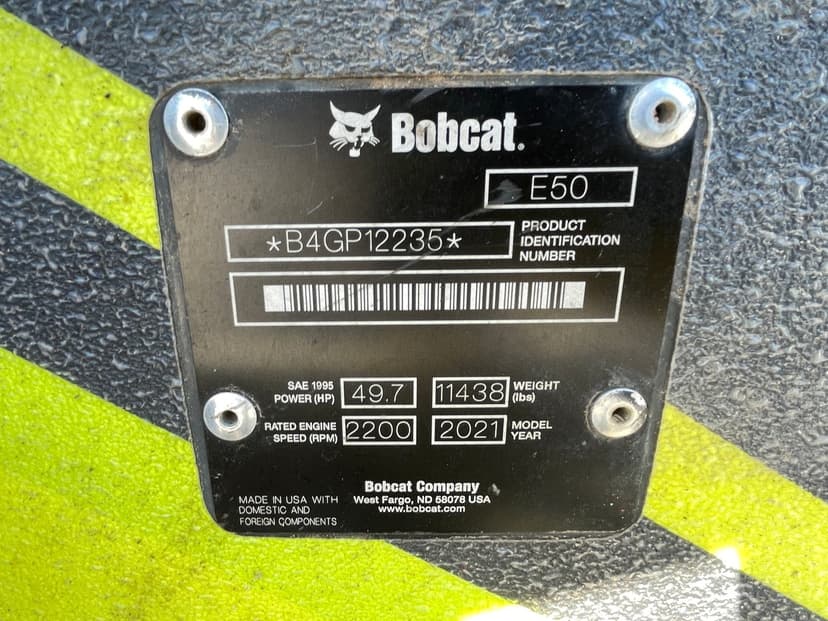 Bobcat.
E50
*B4GP12235*
PRODUCT
IDENTIFICATION
NUMBER
SAE 1995
POWER (HP)
49.7
11438
WEIGHT
(lbs)
RATED ENGINE
SPEED (RPM)
2200
2021
MODEL
YEAR
Bobcat Company
West Fargo, ND 58078 USA
www.bobcat.com
MADE IN USA WITH
DOMESTIC AND
FOREIGN COMPONENTS